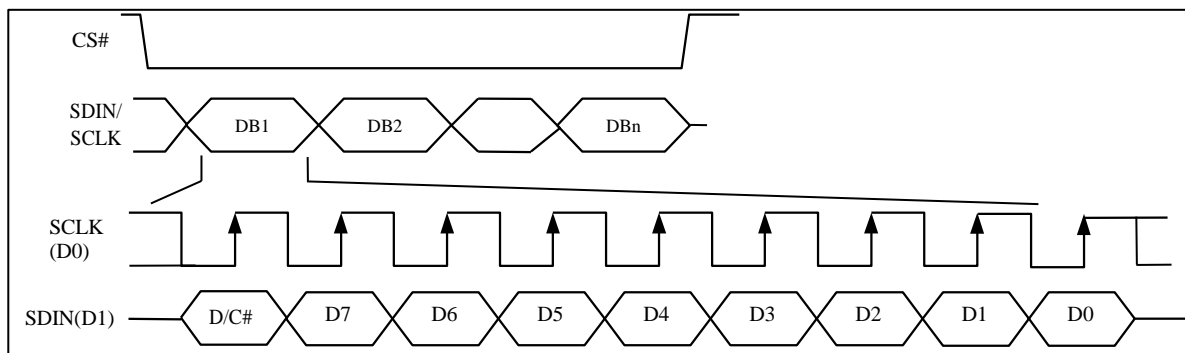 CS#
SDIN/
SCLK
DB1 DB2 DBn
SCLK
(D0)
SDIN(D1) D/C# D7 D6 D5 D4 D3 D2 D1 D0